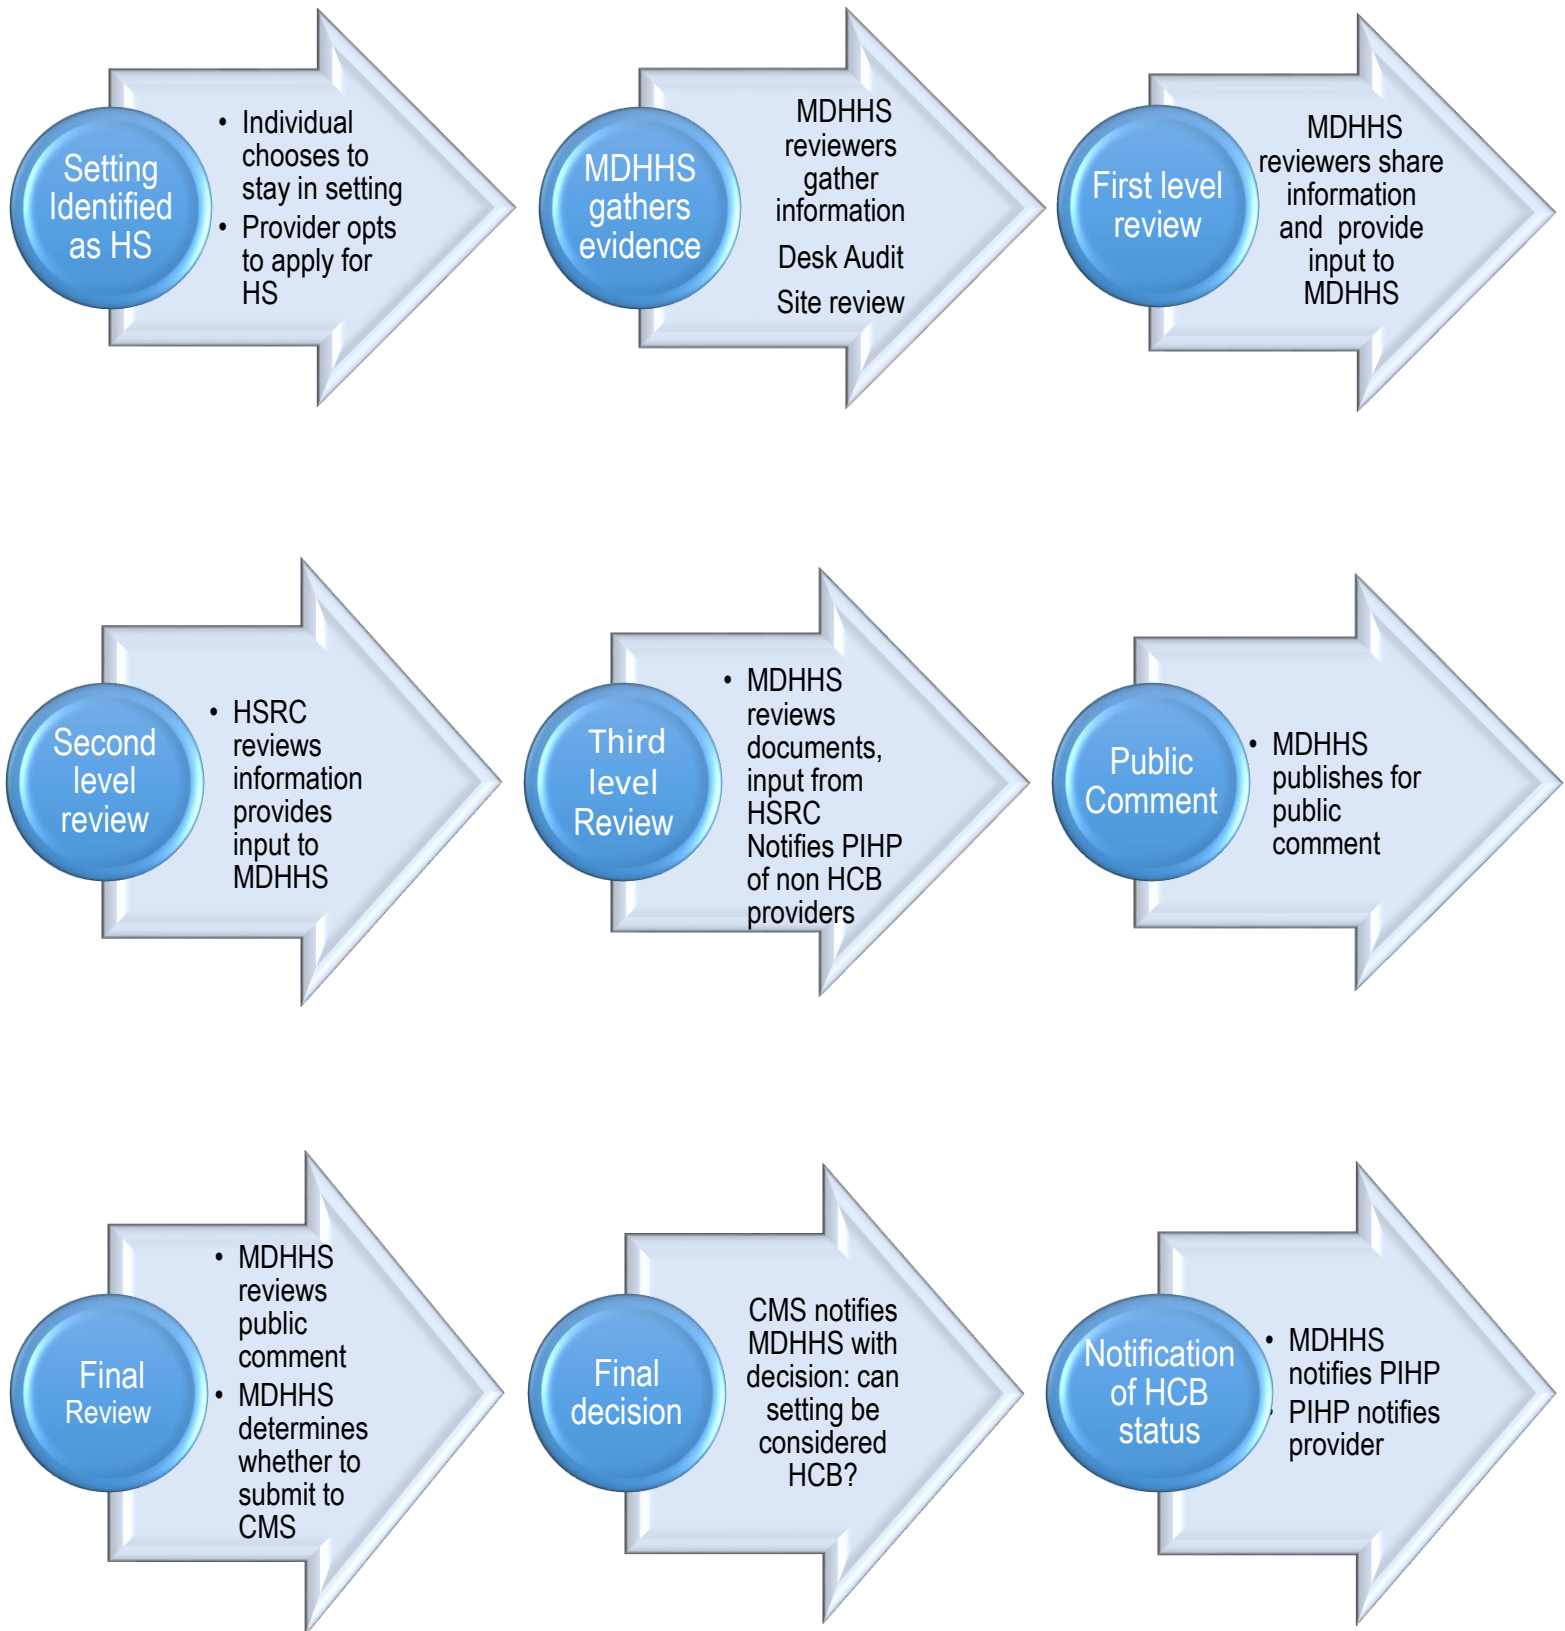 Setting
Identified
as HS
• Individual
chooses to
stay in setting
• Provider opts
to apply for
HS
MDHHS
gathers
evidence
MDHHS
reviewers
gather
information
Desk Audit
Site review
First level
review
MDHHS
reviewers share
information
and provide
input to
MDHHS
Second
level
review
• HSRC
reviews
information
provides
input to
MDHHS
Third
level
Review
• MDHHS
reviews
documents,
input from
HSRC
Notifies PIHP
of non HCB
providers
Public
Comment
• MDHHS
publishes for
public
comment
Final
Review
• MDHHS
reviews
public
comment
• MDHHS
determines
whether to
submit to
CMS
Final
decision
CMS notifies
MDHHS with
decision: can
setting be
considered
HCB?
Notification
of HCB
status
• MDHHS
notifies PIHP
• PIHP notifies
provider